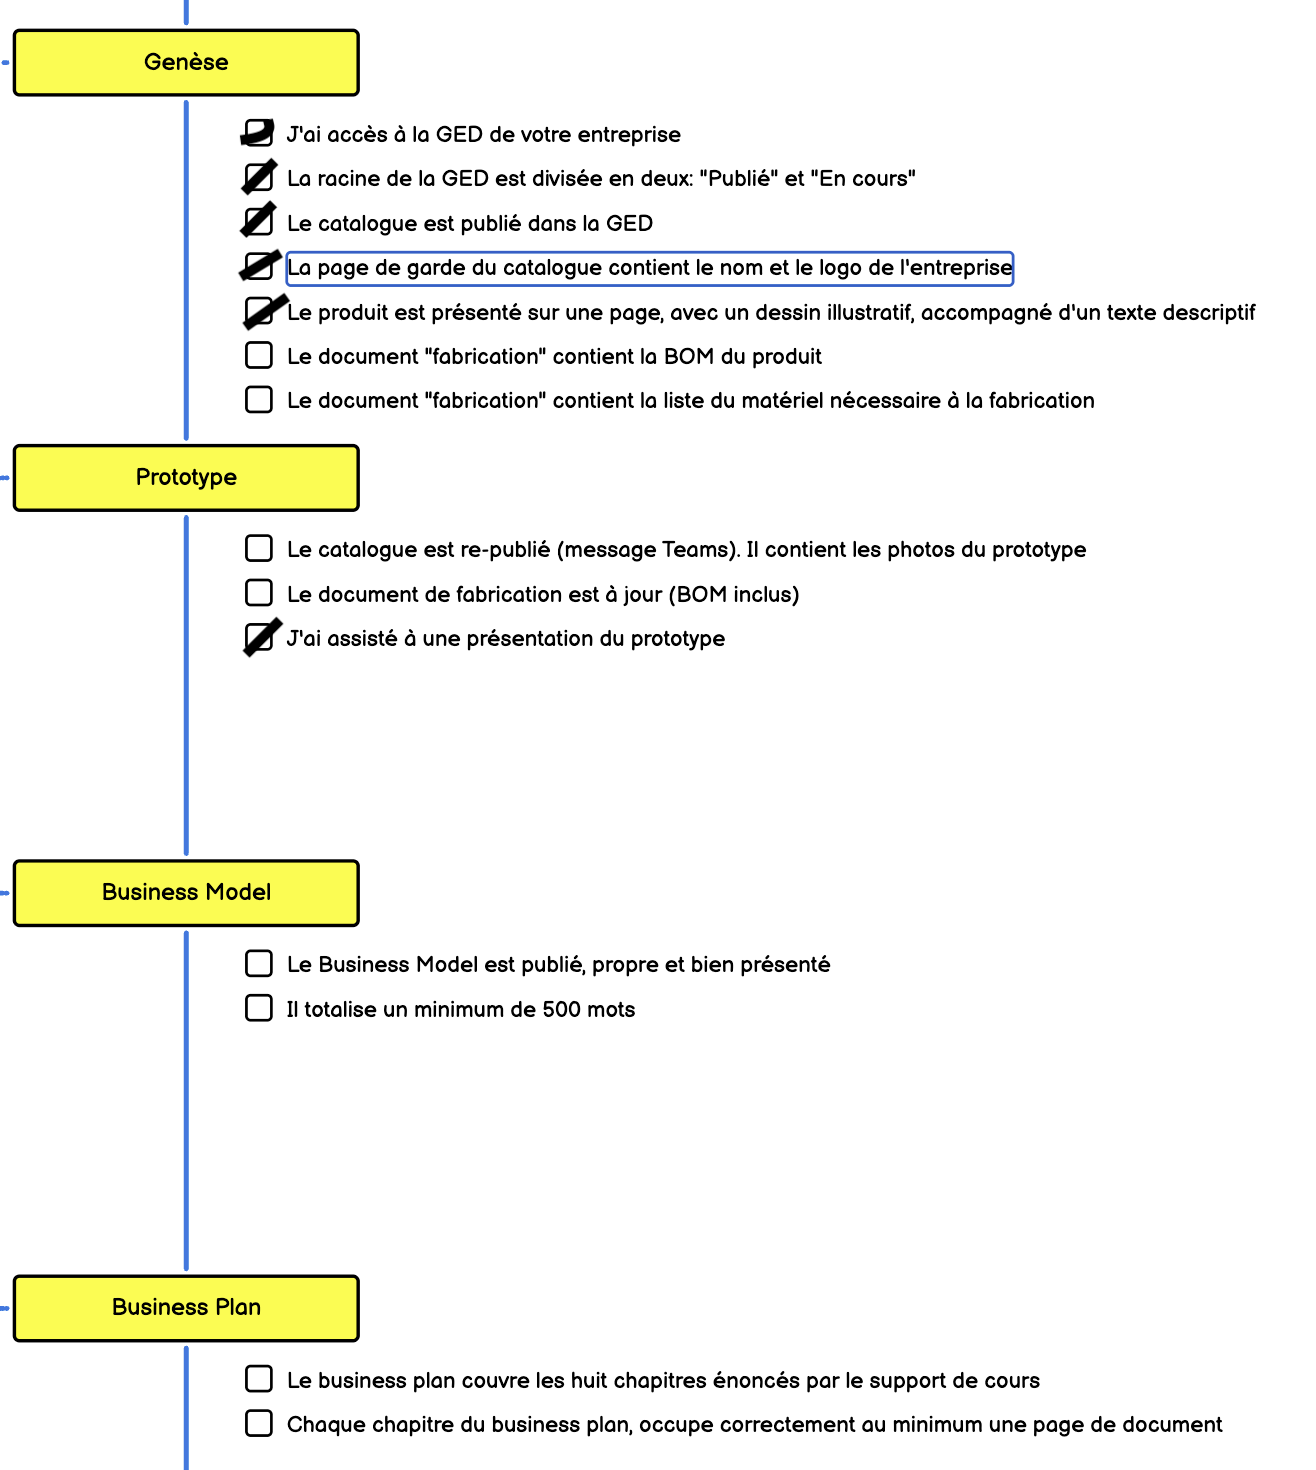 Genèse
J'ai accès à la GED de votre entreprise
La racine de la GED est divisée en deux: "Publié" et "En cours"
Le catalogue est publié dans la GED
La page de garde du catalogue contient le nom et le logo de l'entreprise
Le produit est présenté sur une page, avec un dessin illustratif, accompagné d'un texte descriptif
Le document "fabrication" contient la BOM du produit
Le document "fabrication" contient la liste du matériel nécessaire à la fabrication
Prototype
Le catalogue est re-publié (message Teams). Il contient les photos du prototype
Le document de fabrication est à jour (BOM inclus)
J'ai assisté à une présentation du prototype
Business Model
Le Business Model est publié, propre et bien présenté
Il totalise un minimum de 500 mots
Business Plan
Le business plan couvre les huit chapitres énoncés par le support de cours
Chaque chapitre du business plan, occupe correctement au minimum une page de document